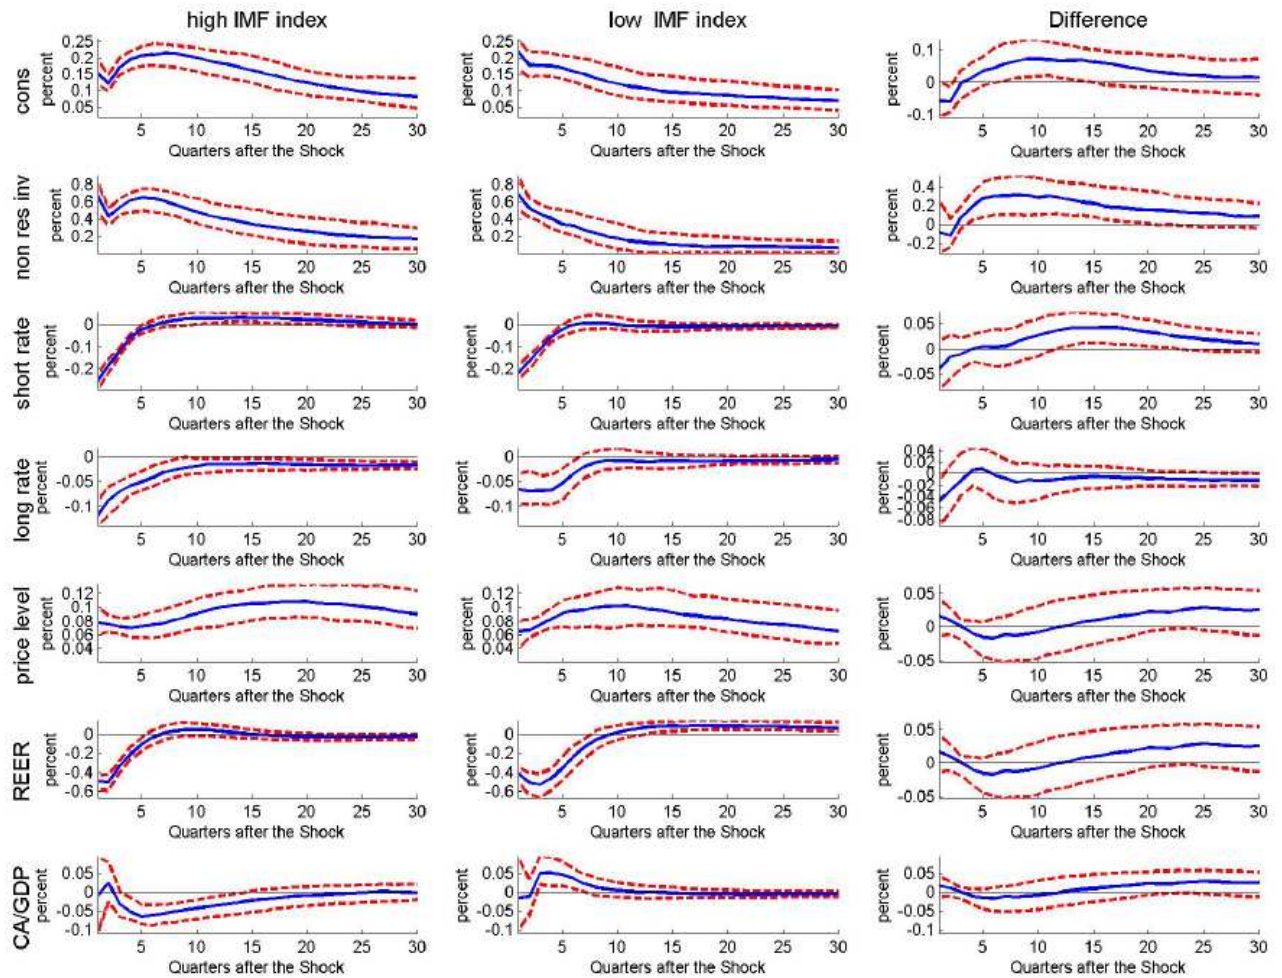 high IMF index low IMF index Difference
cons
percent
0.25
0.2
0.15
0.1
0.05
5 10 15 20 25 30
Quarters after the Shock
percent
0.25
0.2
0.15
0.1
0.05
5 10 15 20 25 30
Quarters after the Shock
percent
0.1
0
-0.1
5 10 15 20 25 30
Quarters after the Shock
non res inv
percent
0.8
0.6
0.4
0.2
5 10 15 20 25 30
Quarters after the Shock
percent
0.8
0.6
0.4
0.2
5 10 15 20 25 30
Quarters after the Shock
percent
0.4
0.2
0
-0.2
5 10 15 20 25 30
Quarters after the Shock
short rate
percent
0
-0.1
-0.2
5 10 15 20 25 30
Quarters after the Shock
percent
0
-0.1
-0.2
5 10 15 20 25 30
Quarters after the Shock
percent
0.05
0
-0.05
5 10 15 20 25 30
Quarters after the Shock
long rate
percent
0
-0.05
-0.1
5 10 15 20 25 30
Quarters after the Shock
percent
0
-0.05
-0.1
5 10 15 20 25 30
Quarters after the Shock
percent
0.04
0.02
0
-0.02
-0.04
-0.06
-0.08
5 10 15 20 25 30
Quarters after the Shock
price level
percent
0.12
0.1
0.08
0.06
0.04
5 10 15 20 25 30
Quarters after the Shock
percent
0.12
0.1
0.08
0.06
0.04
5 10 15 20 25 30
Quarters after the Shock
percent
0.05
0
-0.05
5 10 15 20 25 30
Quarters after the Shock
REER
percent
0
-0.2
-0.4
-0.6
5 10 15 20 25 30
Quarters after the Shock
percent
0
-0.2
-0.4
-0.6
5 10 15 20 25 30
Quarters after the Shock
percent
0.05
0
-0.05
5 10 15 20 25 30
Quarters after the Shock
CA/GDP
percent
0.05
0
-0.05
-0.1
5 10 15 20 25 30
Quarters after the Shock
percent
0.05
0
-0.05
-0.1
5 10 15 20 25 30
Quarters after the Shock
percent
0.05
0
-0.05
-0.1
5 10 15 20 25 30
Quarters after the Shock